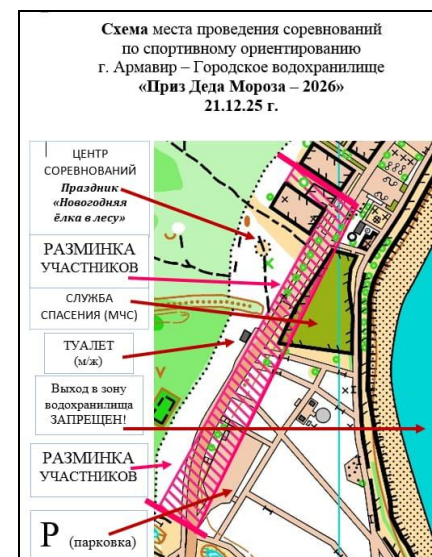 Схема места проведения соревнований
по спортивному ориентированию
г. Армавир – Городское водохранилище
«Приз Деда Мороза – 2026»
21.12.25 г.
ЦЕНТР
СОРЕВНОВАНИЙ
Праздник
«Новогодняя
ёлка в лесу»
РАЗМИНКА
УЧАСТНИКОВ
СЛУЖБА
СПАСЕНИЯ (МЧС)
ТУАЛЕТ
(м/ж)
Выход в зону
водохранилища
ЗАПРЕЩЕН!
РАЗМИНКА
УЧАСТНИКОВ
Р (парковка)